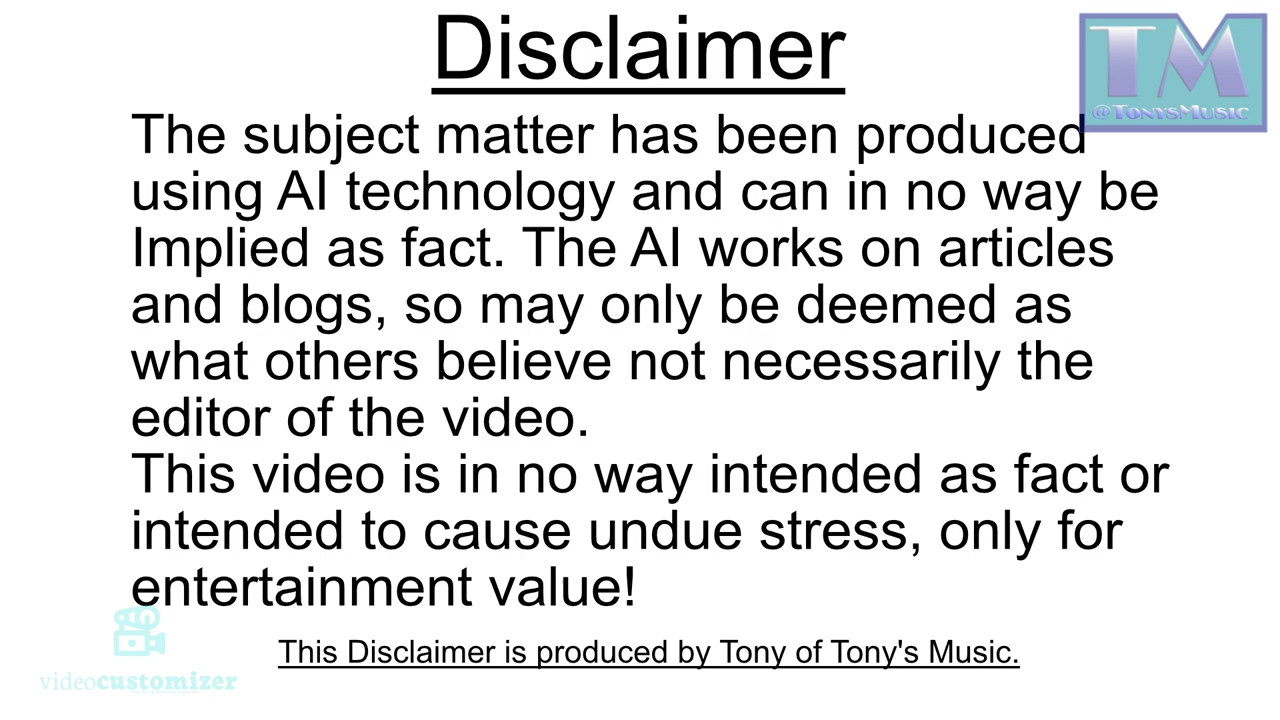 Disclaimer
TM
@TonysMusic
The subject matter has been produced
using AI technology and can in no way be
Implied as fact. The AI works on articles
and blogs, so may only be deemed as
what others believe not necessarily the
editor of the video.
This video is in no way intended as fact or
intended to cause undue stress, only for
entertainment value!
This Disclaimer is produced by Tony of Tony's Music.
videocustomizer